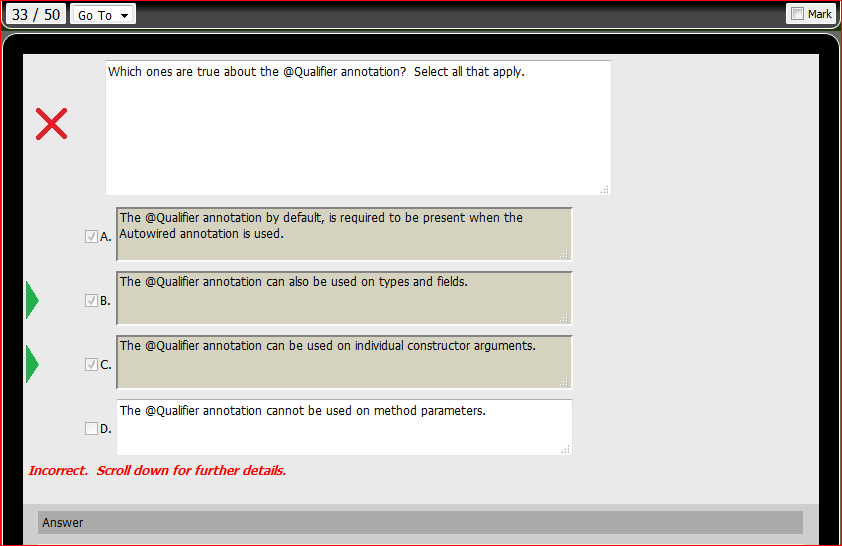 33 / 50 Go To Mark
Which ones are true about the @Qualifier annotation? Select all that apply.
A. The @Qualifier annotation by default, is required to be present when the
Autowired annotation is used.
B. The @Qualifier annotation can also be used on types and fields.
C. The @Qualifier annotation can be used on individual constructor arguments.
D. The @Qualifier annotation cannot be used on method parameters.
Incorrect. Scroll down for further details.
Answer